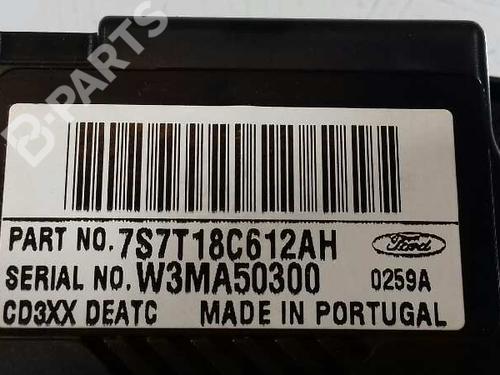 B-PARTS
PART NO. 7S7T18C612AH
Ford
SERIAL NO. W3MA50300
0259A
CD3XX DEATC MADE IN PORTUGAL